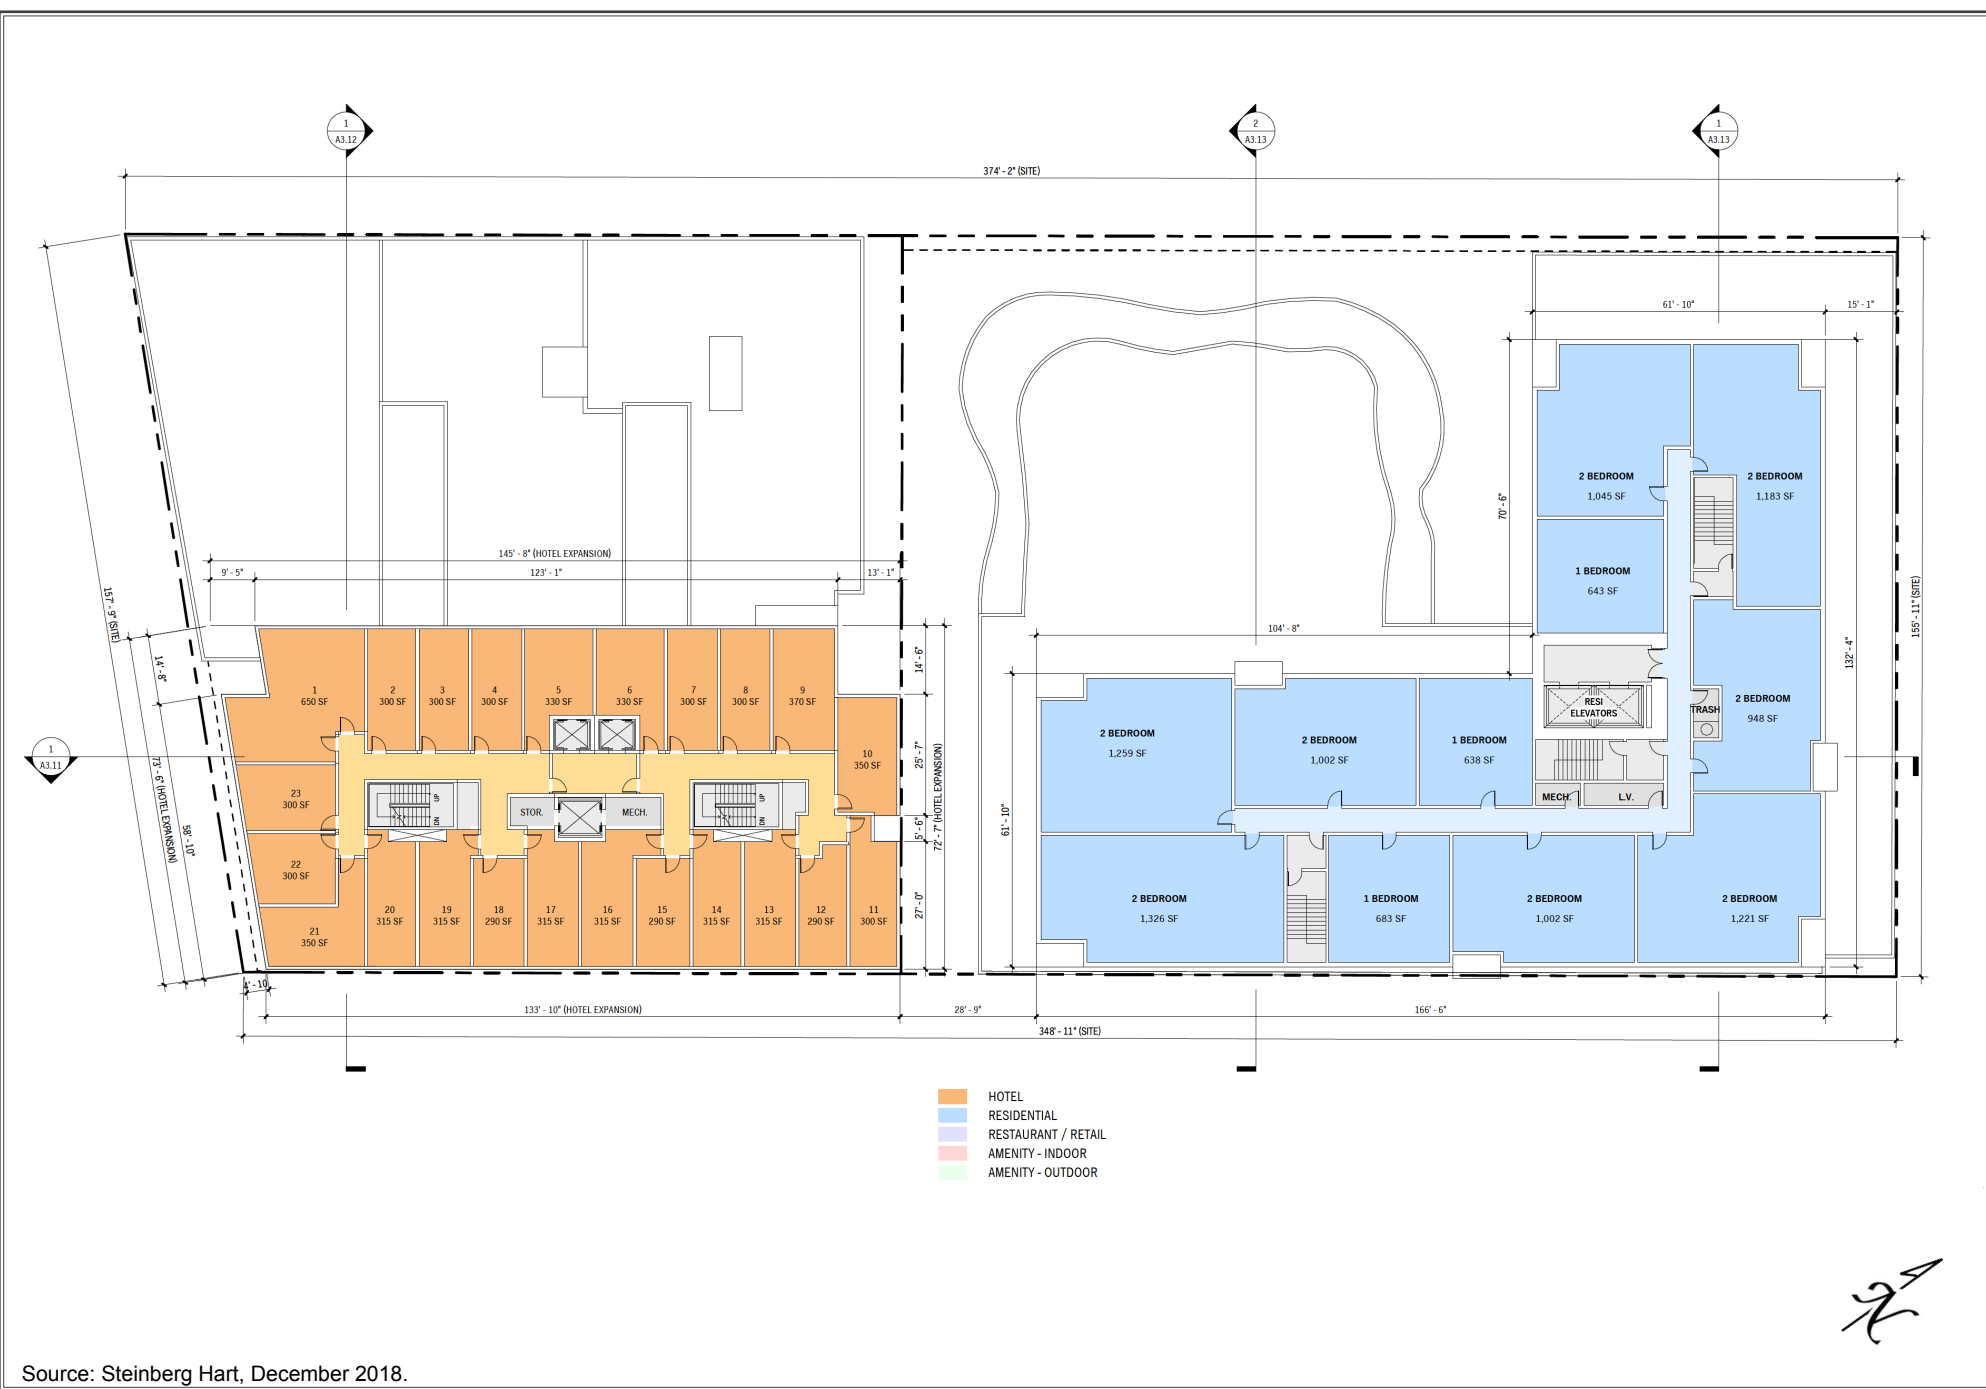 1
A3.12
2
A3.13
1
A3.13
374' - 2" (SITE)
61' - 10"
15' - 1"
70' - 6"
145' - 8" (HOTEL EXPANSION)
9' - 5"
123' - 1"
13' - 1"
157' - 9" (SITE)
14' - 8"
73' - 6" (HOTEL EXPANSION)
58' - 10"
14' - 6"
25' - 7"
5' - 6"
72' - 7" (HOTEL EXPANSION)
27' - 0"
104' - 8"
61' - 10"
132' - 4"
155' - 11" (SITE)
1
A3.11
1
650 SF
2
300 SF
3
300 SF
4
300 SF
5
330 SF
6
330 SF
7
300 SF
8
300 SF
9
370 SF
10
350 SF
23
300 SF
22
300 SF
21
350 SF
20
315 SF
19
315 SF
18
290 SF
17
315 SF
16
315 SF
15
290 SF
14
315 SF
13
315 SF
12
290 SF
11
300 SF
UP
DN
STOR.
MECH.
UP
DN
2 BEDROOM
1,045 SF
2 BEDROOM
1,183 SF
1 BEDROOM
643 SF
2 BEDROOM
948 SF
RESI
ELEVATORS
TRASH
2 BEDROOM
1,259 SF
2 BEDROOM
1,002 SF
1 BEDROOM
638 SF
MECH.
L.V.
2 BEDROOM
1,326 SF
1 BEDROOM
683 SF
2 BEDROOM
1,002 SF
2 BEDROOM
1,221 SF
4' - 10
133' - 10" (HOTEL EXPANSION)
28' - 9"
166' - 6"
348' - 11" (SITE)
HOTEL
RESIDENTIAL
RESTAURANT / RETAIL
AMENITY - INDOOR
AMENITY - OUTDOOR
Source: Steinberg Hart, December 2018.